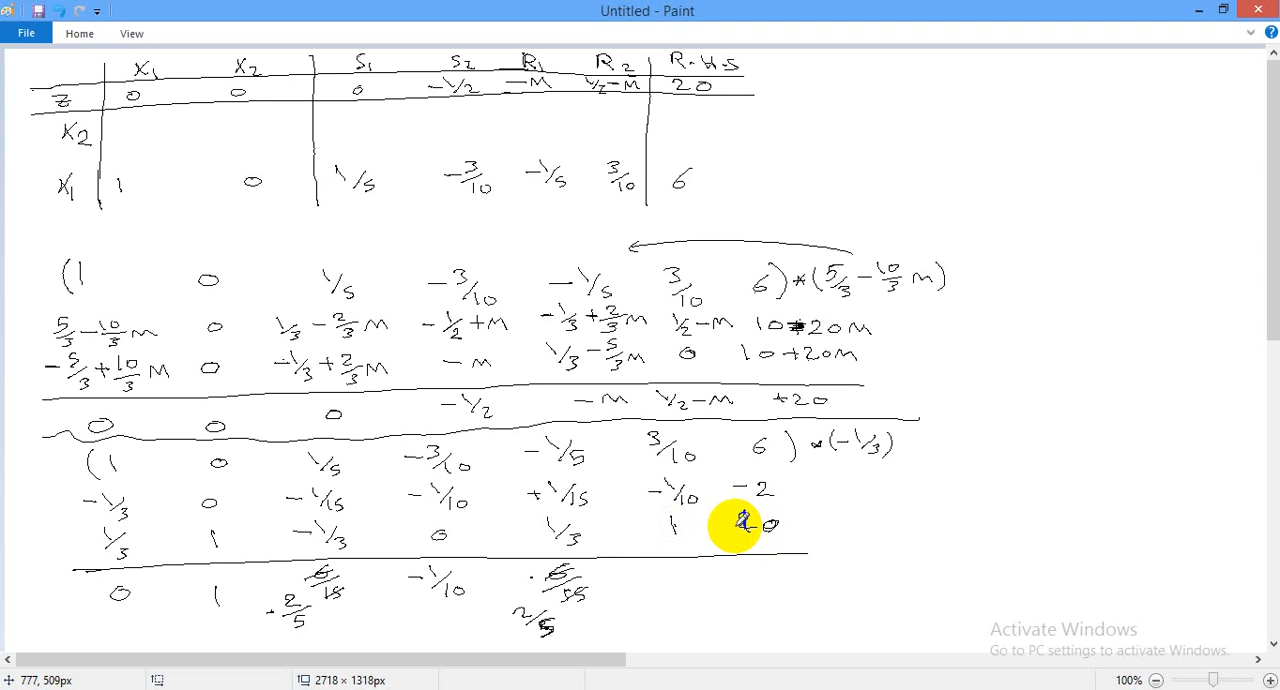 Untitled - Paint
File Home View
X1 X2 S1 S2 R1 R2 R.H.S
Z 0 0 0 -1/2 -M 1/2-M 20
X2
X1 1 0 1/5 -3/10 -1/5 3/10 6
(1 0 1/5 -3/10 -1/5 3/10 6) * (5/3 - 10/3 M)
5/3 - 10/3 M 0 1/3 - 2/3 M -1/2 + M -1/3 + 2/3 M 1/2 - M 10 - 20M
-5/3 + 10/3 M 0 -1/3 + 2/3 M -M 1/3 - 5/3 M 0 10 + 20M
0 0 0 -1/2 -M 1/2-M +20
(1 0 1/5 -3/10 -1/5 3/10 6) * (-1/3)
-1/3 0 -1/15 -1/10 +1/15 -1/10 -2
1/3 1 -1/3 0 1/3 1
0 1 6/15 -1/10 6/
-2/5 2/5
Activate Windows
Go to PC settings to activate Windows.
777, 509px 2718 × 1318px 100%